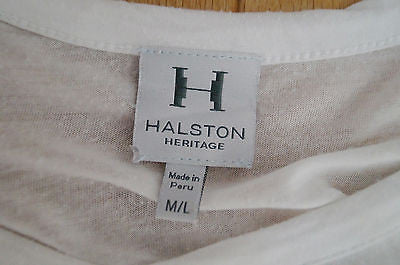 H
HALSTON
HERITAGE
Made in
Peru
M/L